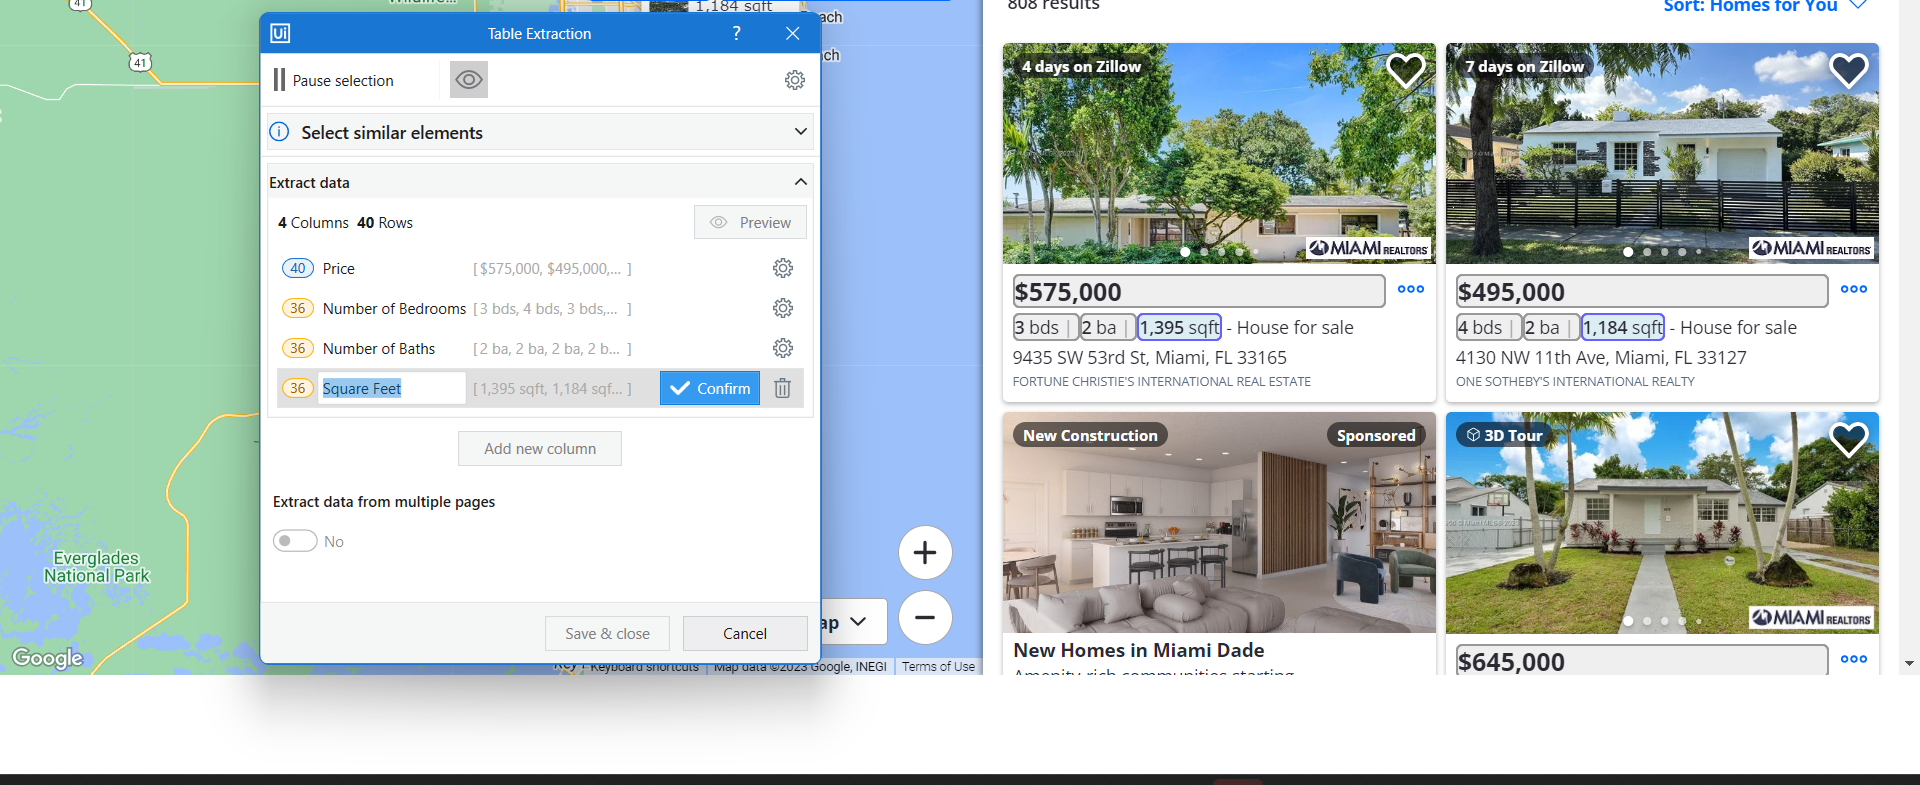 41
1,184 sqft
each
ch
41
Ui
Table Extraction
?
Pause selection
Select similar elements
Extract data
4 Columns 40 Rows
Preview
40 Price [ $575,000, $495,000,... ]
36 Number of Bedrooms [ 3 bds, 4 bds, 3 bds,... ]
36 Number of Baths [ 2 ba, 2 ba, 2 ba, 2 b... ]
36 Square Feet [ 1,395 sqft, 1,184 sqf... ] Confirm
Add new column
Extract data from multiple pages
No
Save & close
Cancel
Everglades
National Park
ap
Google
Keyboard shortcuts
Map data ©2023 Google, INEGI
Terms of Use
808 results
Sort: Homes for You
4 days on Zillow
MIAMI REALTORS
$575,000
3 bds | 2 ba | 1,395 sqft - House for sale
9435 SW 53rd St, Miami, FL 33165
FORTUNE CHRISTIE'S INTERNATIONAL REAL ESTATE
7 days on Zillow
MIAMI REALTORS
$495,000
4 bds | 2 ba | 1,184 sqft - House for sale
4130 NW 11th Ave, Miami, FL 33127
ONE SOTHEBY'S INTERNATIONAL REALTY
New Construction
Sponsored
New Homes in Miami Dade
Amenity-rich communities starting
3D Tour
MIAMI REALTORS
$645,000